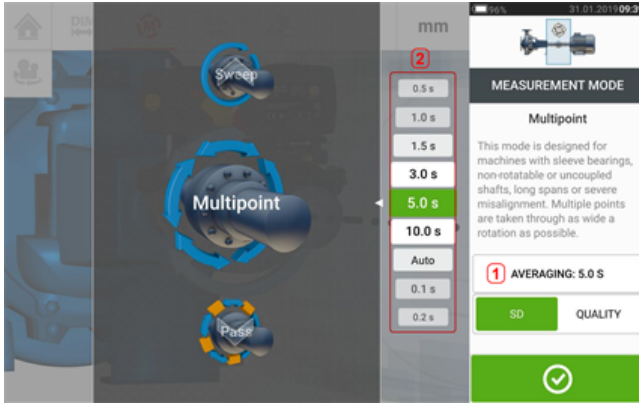 96%
31.01.2019 09:39
DIM
mm
2
Sweep
0.5 s
1.0 s
1.5 s
3.0 s
Multipoint
5.0 s
10.0 s
Auto
0.1 s
0.2 s
Pass
MEASUREMENT MODE
Multipoint
This mode is designed for
machines with sleeve bearings,
non-rotatable or uncoupled
shafts, long spans or severe
misalignment. Multiple points
are taken through as wide a
rotation as possible.
1 AVERAGING: 5.0 S
SD QUALITY